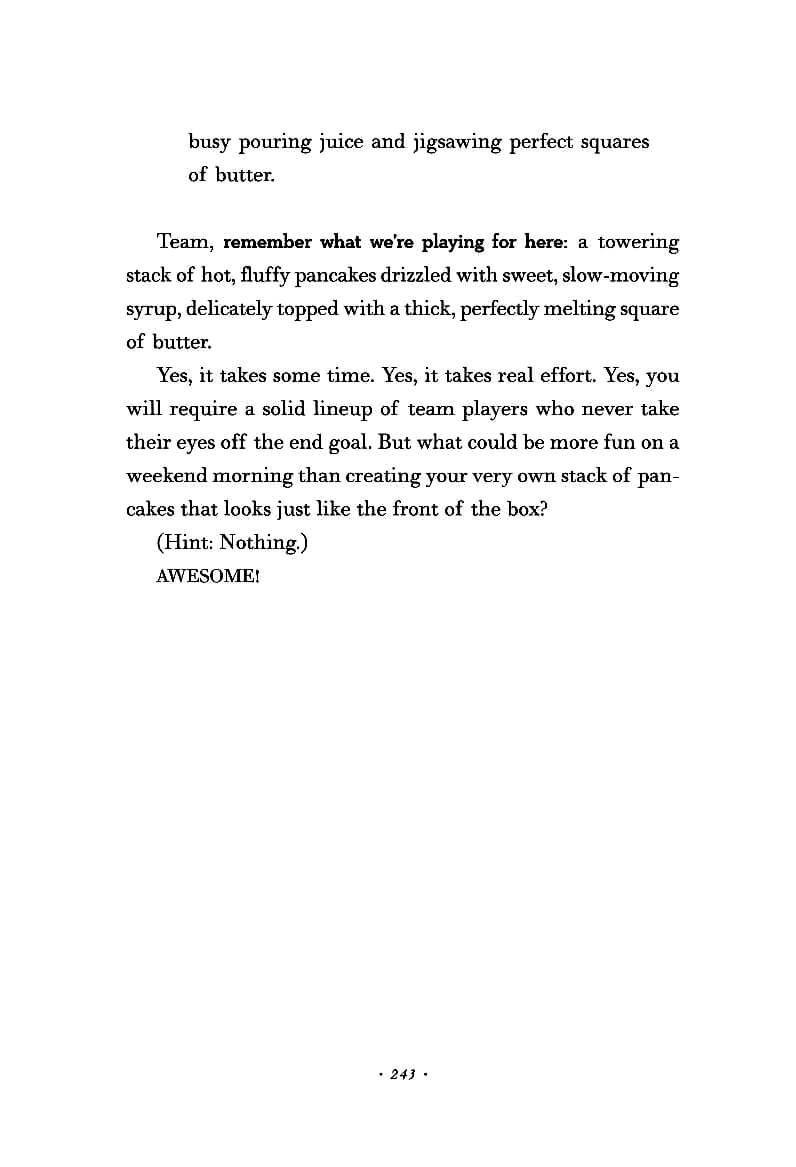 busy pouring juice and jigsawing perfect squares
of butter.
Team, remember what we're playing for here: a towering
stack of hot, fluffy pancakes drizzled with sweet, slow-moving
syrup, delicately topped with a thick, perfectly melting square
of butter.
Yes, it takes some time. Yes, it takes real effort. Yes, you
will require a solid lineup of team players who never take
their eyes off the end goal. But what could be more fun on a
weekend morning than creating your very own stack of pan-
cakes that looks just like the front of the box?
(Hint: Nothing.)
AWESOME!
· 243 ·